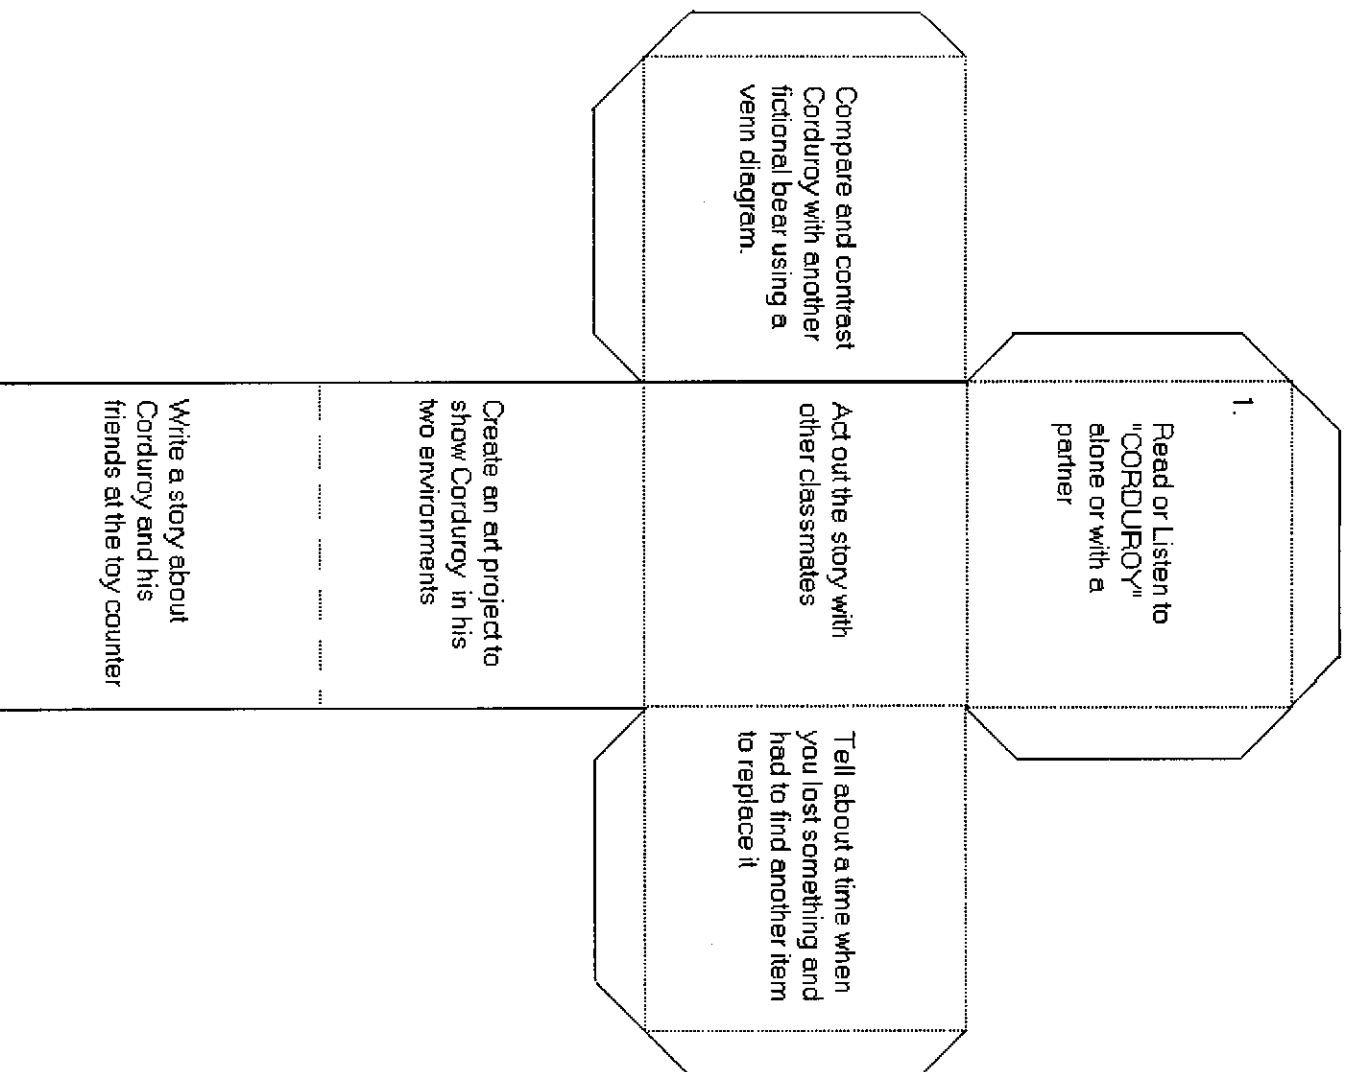 1.
Read or Listen to
"CORDUROY"
alone or with a
partner
Compare and contrast
Corduroy with another
fictional bear using a
venn diagram.
Act out the story with
other classmates
Tell about a time when
you lost something and
had to find another item
to replace it
Create an art project to
show Corduroy in his
two environments
Write a story about
Corduroy and his
friends at the toy counter